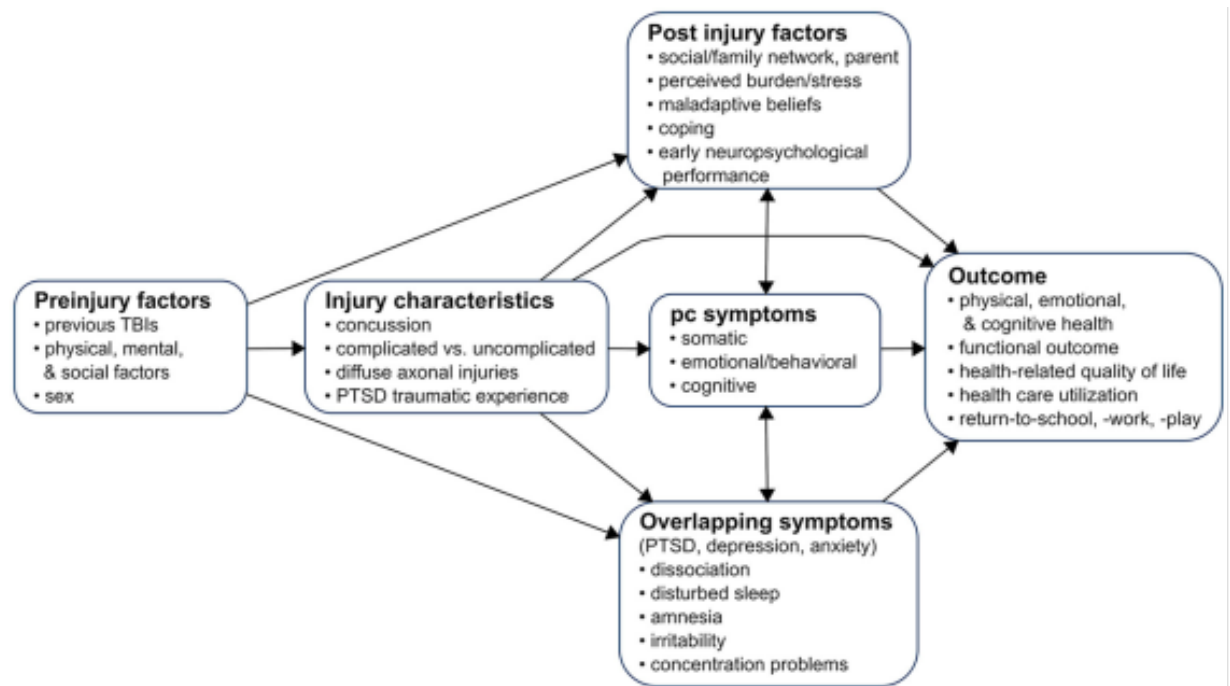 Post injury factors
• social/family network, parent
• perceived burden/stress
• maladaptive beliefs
• coping
• early neuropsychological
performance
Preinjury factors
• previous TBIs
• physical, mental,
& social factors
• sex
Injury characteristics
• concussion
• complicated vs. uncomplicated
• diffuse axonal injuries
• PTSD traumatic experience
pc symptoms
• somatic
• emotional/behavioral
• cognitive
Outcome
• physical, emotional,
& cognitive health
• functional outcome
• health-related quality of life
• health care utilization
• return-to-school, -work, -play
Overlapping symptoms
(PTSD, depression, anxiety)
• dissociation
• disturbed sleep
• amnesia
• irritability
• concentration problems